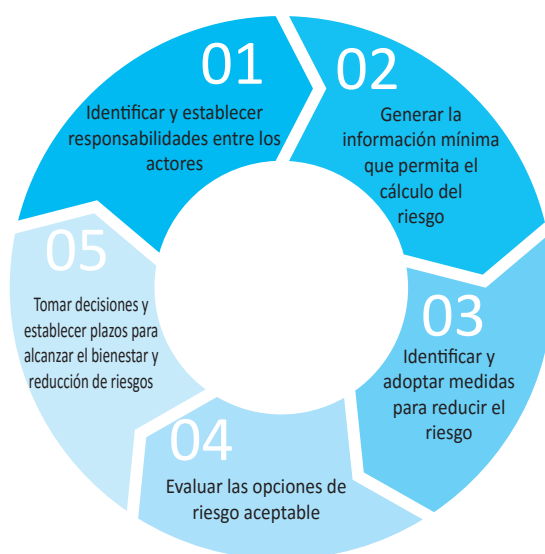 01
Identificar y establecer
responsabilidades entre los
actores
02
Generar la
información mínima
que permita el
cálculo del
riesgo
03
Identificar y
adoptar medidas
para reducir el
riesgo
04
Evaluar las opciones de
riesgo aceptable
05
Tomar decisiones y
establecer plazos para
alcanzar el bienestar y
reducción de riesgos